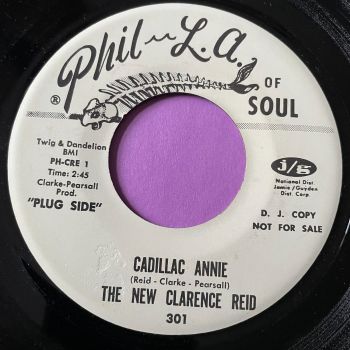 Phil-L.A.
® OF
SOUL
Twig & Dandelion
BMI
PH-CRE 1
Time: 2:45
Clarke-Pearsall
Prod.
"PLUG SIDE"
j/g
National Dist.
Jamie/Guyden
Dist. Corp.
D. J. COPY
NOT FOR SALE
CADILLAC ANNIE
(Reid - Clarke - Pearsall)
THE NEW CLARENCE REID
301